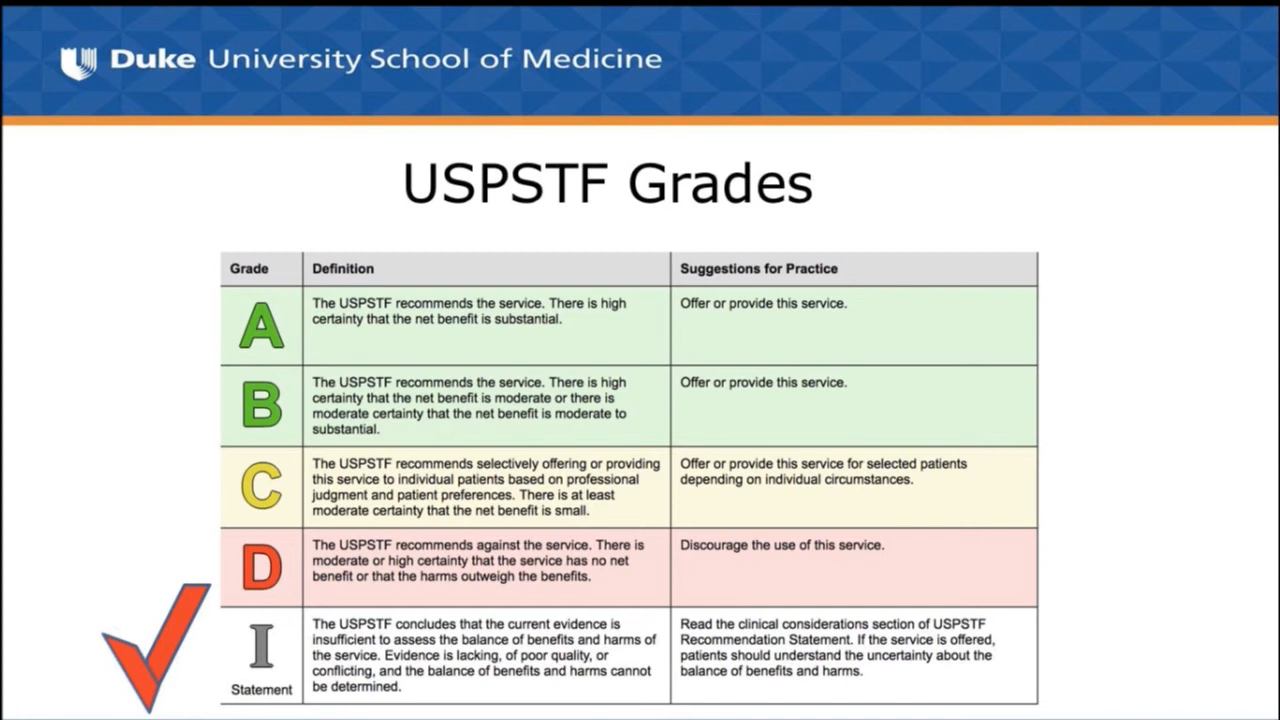 Duke University School of Medicine
USPSTF Grades
Grade Definition Suggestions for Practice
A
The USPSTF recommends the service. There is high
certainty that the net benefit is substantial.
Offer or provide this service.
B
The USPSTF recommends the service. There is high
certainty that the net benefit is moderate or there is
moderate certainty that the net benefit is moderate to
substantial.
Offer or provide this service.
C
The USPSTF recommends selectively offering or providing
this service to individual patients based on professional
judgment and patient preferences. There is at least
moderate certainty that the net benefit is small.
Offer or provide this service for selected patients
depending on individual circumstances.
D
The USPSTF recommends against the service. There is
moderate or high certainty that the service has no net
benefit or that the harms outweigh the benefits.
Discourage the use of this service.
I
Statement
The USPSTF concludes that the current evidence is
insufficient to assess the balance of benefits and harms of
the service. Evidence is lacking, of poor quality, or
conflicting, and the balance of benefits and harms cannot
be determined.
Read the clinical considerations section of USPSTF
Recommendation Statement. If the service is offered,
patients should understand the uncertainty about the
balance of benefits and harms.